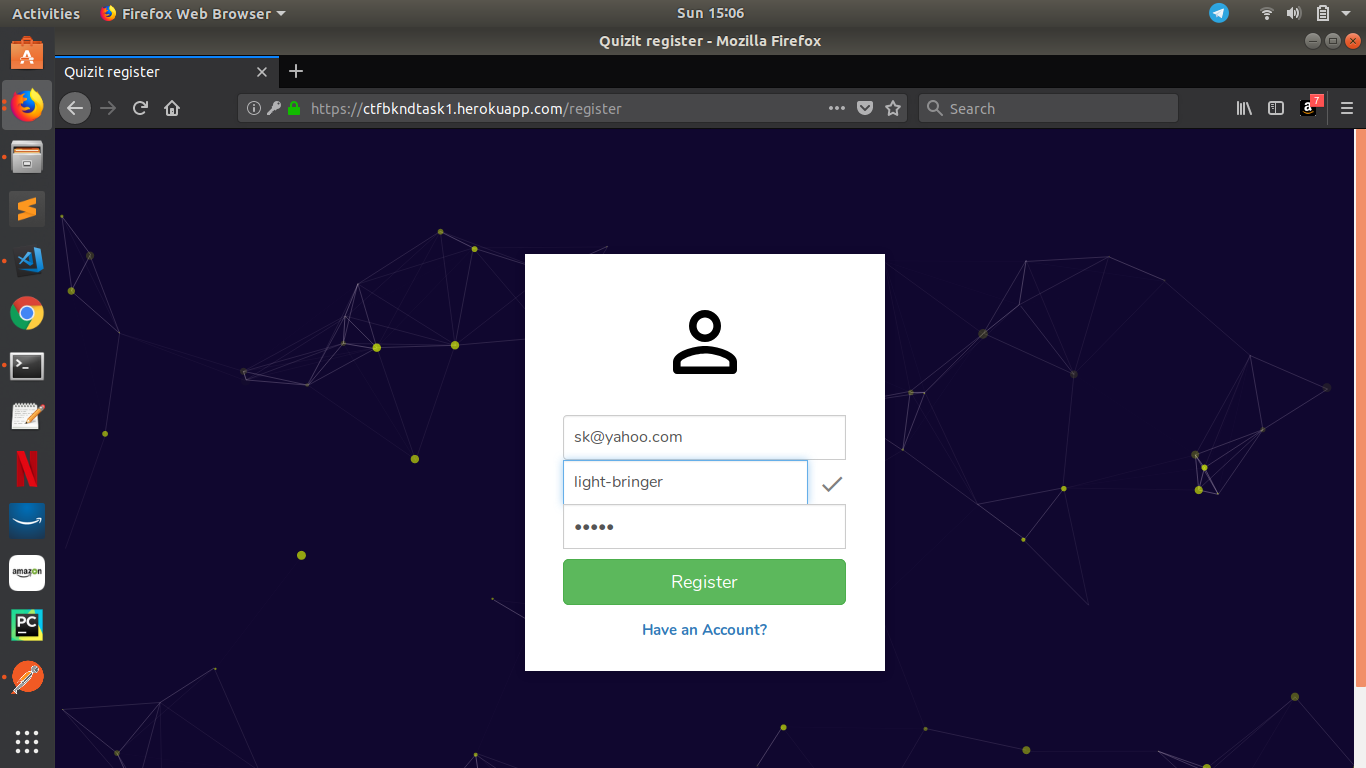 Activities Firefox Web Browser Sun 15:06
Quizit register - Mozilla Firefox
Quizit register
https://ctfbkndtask1.herokuapp.com/register Search a 7
sk@yahoo.com
light-bringer
•••••
Register
Have an Account?
A
>_
N
amazon
PC